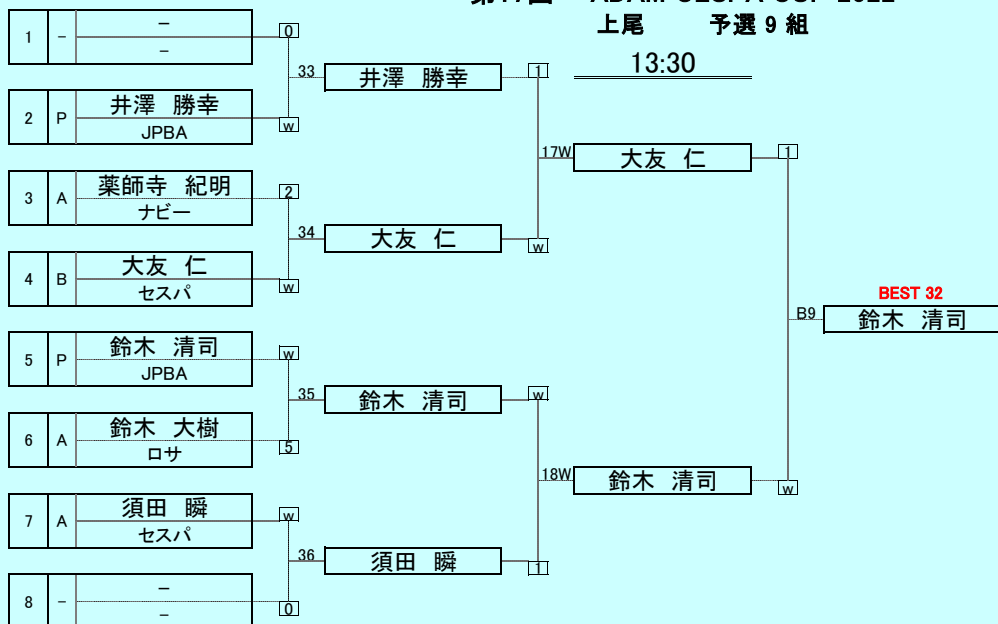 上尾 予選 9 組
13:30
1 - －
－
0
33 井澤 勝幸 1
2 P 井澤 勝幸
JPBA
w
17W 大友 仁 1
3 A 薬師寺 紀明
ナビー
2
34 大友 仁 w
4 B 大友 仁
セスパ
w
BEST 32
B9 鈴木 清司
5 P 鈴木 清司
JPBA
w
35 鈴木 清司 w
6 A 鈴木 大樹
ロサ
5
18W 鈴木 清司 w
7 A 須田 瞬
セスパ
w
36 須田 瞬 1
8 - －
－
0